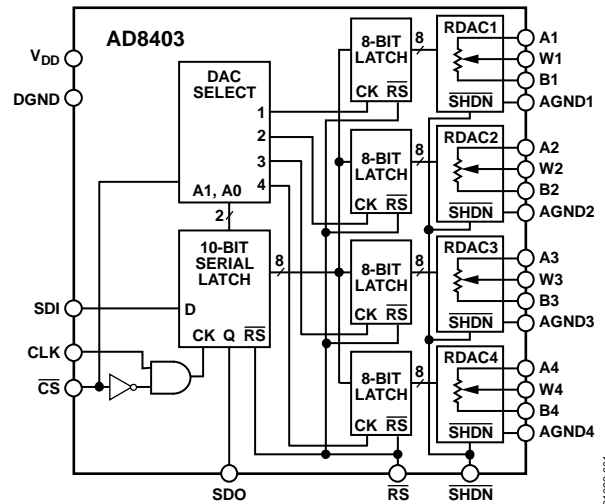 AD8403
VDD
DGND
DAC
SELECT
1
2
3
4
A1, A0
2
10-BIT
SERIAL
LATCH
8
D
CK Q RS
SDI
CLK
CS
SDO
RS
SHDN
8-BIT
LATCH
CK RS
8
RDAC1
SHDN
A1
W1
B1
AGND1
8-BIT
LATCH
CK RS
8
RDAC2
SHDN
A2
W2
B2
AGND2
8-BIT
LATCH
CK RS
8
RDAC3
SHDN
A3
W3
B3
AGND3
8-BIT
LATCH
CK RS
8
RDAC4
SHDN
A4
W4
B4
AGND4